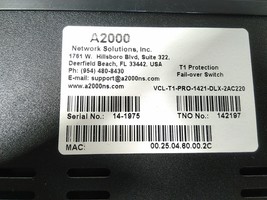 A2000
Network Solutions, Inc.
1761 W. Hillsboro Blvd, Suite 322,
Deerfield Beach, FL 33442. USA
Ph: (954) 480-8430
E-mail: support@a2000ns.com
www.a2000ns.com
T1 Protection
Fail-over Switch
VCL-T1-PRO-1421-DLX-2AC220
Serial No.: 14-1975
TNO No.: 142197
MAC: 00.25.04.60.00.2C